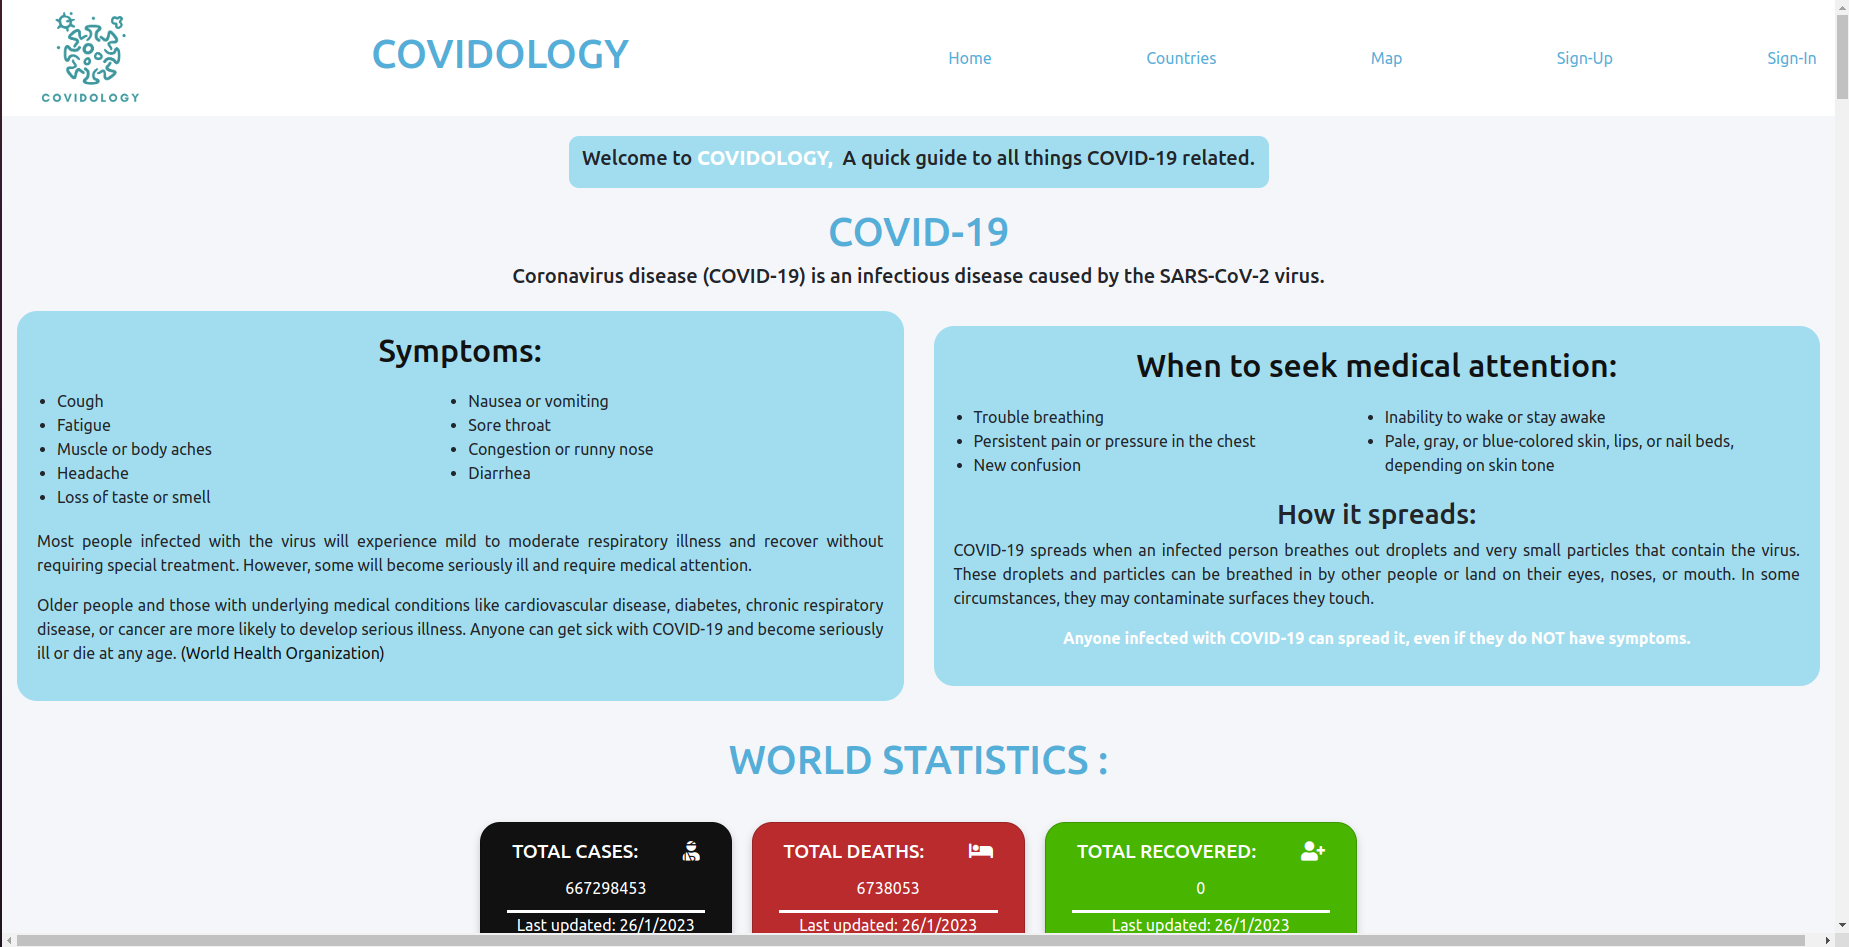 COVIDOLOGY
COVIDOLOGY
Home
Countries
Map
Sign-Up
Sign-In
Welcome to COVIDOLOGY, A quick guide to all things COVID-19 related.
COVID-19
Coronavirus disease (COVID-19) is an infectious disease caused by the SARS-CoV-2 virus.
Symptoms:
Cough
Fatigue
Muscle or body aches
Headache
Loss of taste or smell
Nausea or vomiting
Sore throat
Congestion or runny nose
Diarrhea
Most people infected with the virus will experience mild to moderate respiratory illness and recover without
requiring special treatment. However, some will become seriously ill and require medical attention.
Older people and those with underlying medical conditions like cardiovascular disease, diabetes, chronic respiratory
disease, or cancer are more likely to develop serious illness. Anyone can get sick with COVID-19 and become seriously
ill or die at any age. (World Health Organization)
When to seek medical attention:
Trouble breathing
Persistent pain or pressure in the chest
New confusion
Inability to wake or stay awake
Pale, gray, or blue-colored skin, lips, or nail beds,
depending on skin tone
How it spreads:
COVID-19 spreads when an infected person breathes out droplets and very small particles that contain the virus.
These droplets and particles can be breathed in by other people or land on their eyes, noses, or mouth. In some
circumstances, they may contaminate surfaces they touch.
Anyone infected with COVID-19 can spread it, even if they do NOT have symptoms.
WORLD STATISTICS :
TOTAL CASES:
667298453
Last updated: 26/1/2023
TOTAL DEATHS:
6738053
Last updated: 26/1/2023
TOTAL RECOVERED:
0
Last updated: 26/1/2023